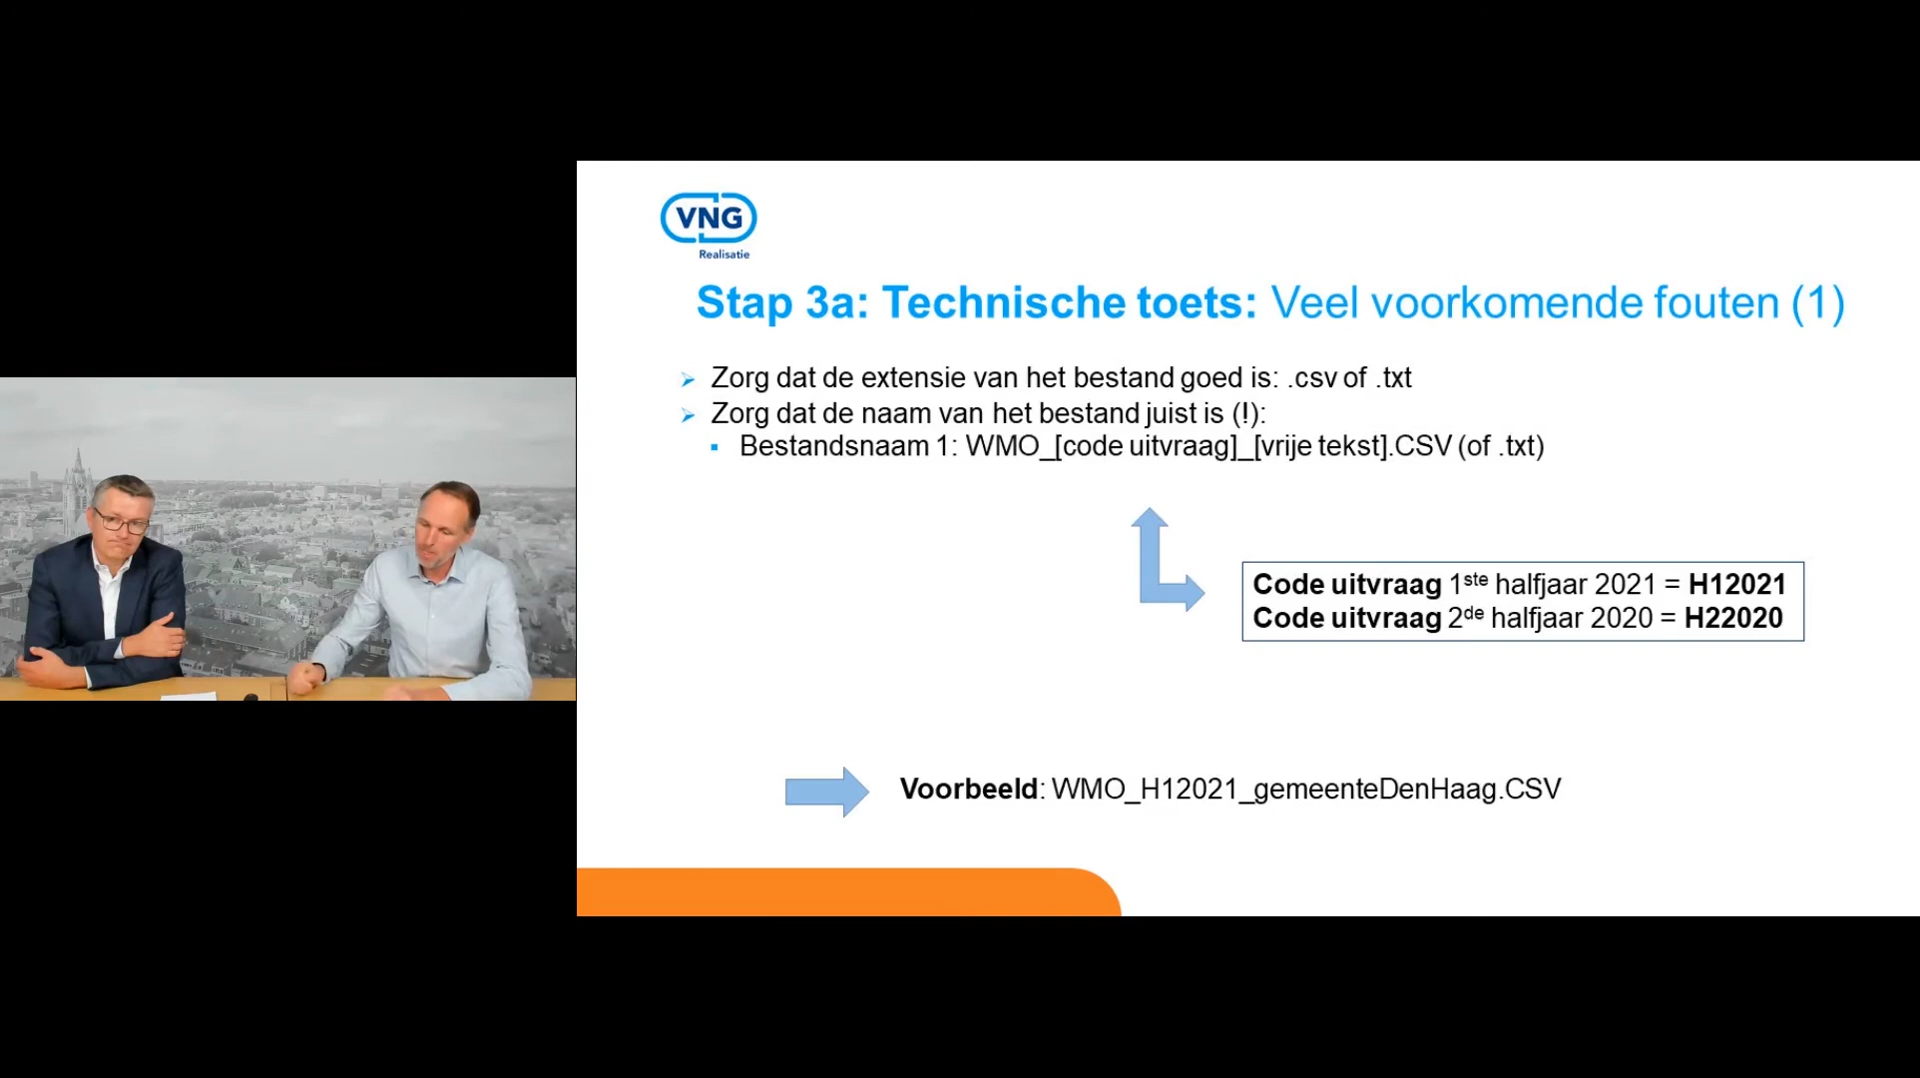 VNG
Realisatie
Stap 3a: Technische toets: Veel voorkomende fouten (1)
Zorg dat de extensie van het bestand goed is: .csv of .txt
Zorg dat de naam van het bestand juist is (!):
Bestandsnaam 1: WMO_[code uitvraag]_[vrije tekst].CSV (of .txt)
Code uitvraag 1ste halfjaar 2021 = H12021
Code uitvraag 2de halfjaar 2020 = H22020
Voorbeeld: WMO_H12021_gemeenteDenHaag.CSV